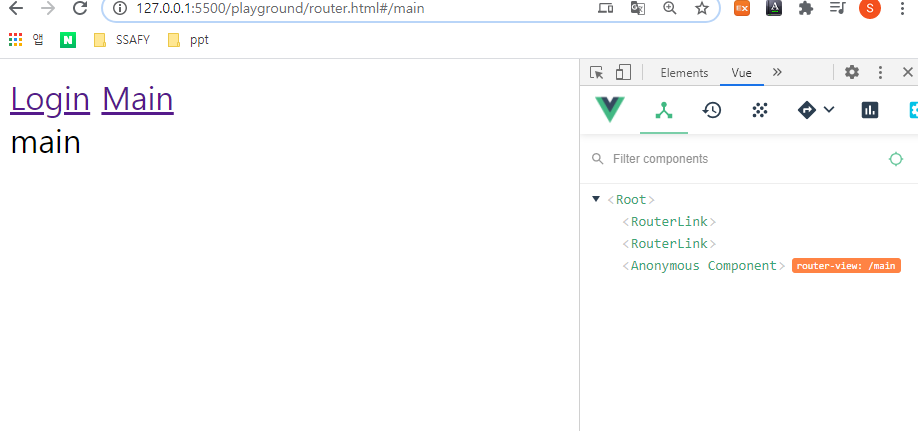 127.0.0.1:5500/playground/router.html#/main
EX
A
S
앱
N
SSAFY
ppt
Login Main
main
Elements
Vue
»
Filter components
<Root>
<RouterLink>
<RouterLink>
<Anonymous Component> router-view: /main